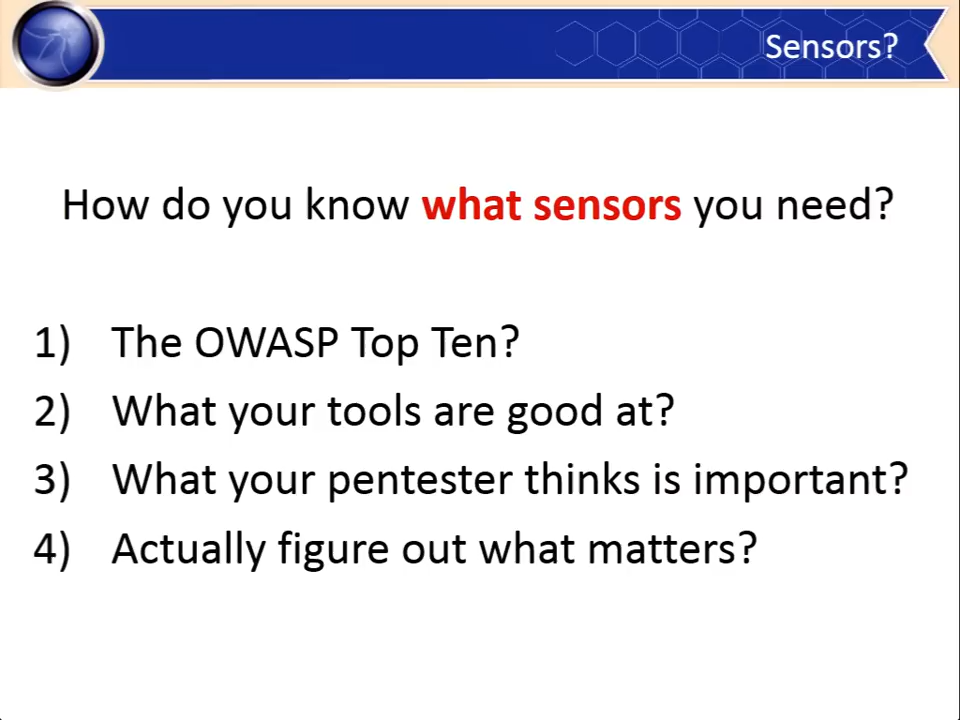 Sensors?
How do you know what sensors you need?
1) The OWASP Top Ten?
2) What your tools are good at?
3) What your pentester thinks is important?
4) Actually figure out what matters?